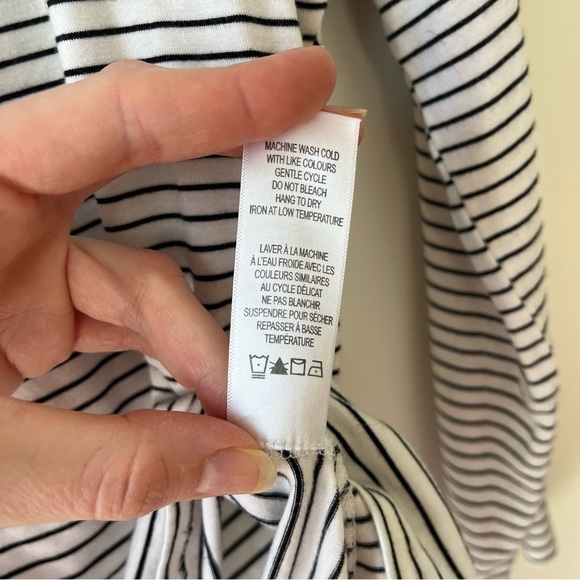 MACHINE WASH COLD
WITH LIKE COLOURS
GENTLE CYCLE
DO NOT BLEACH
HANG TO DRY
IRON AT LOW TEMPERATURE
LAVER À LA MACHINE
À L'EAU FROIDE AVEC LES
COULEURS SIMILAIRES
AU CYCLE DÉLICAT
NE PAS BLANCHIR
SUSPENDRE POUR SÉCHER
REPASSER À BASSE
TEMPÉRATURE